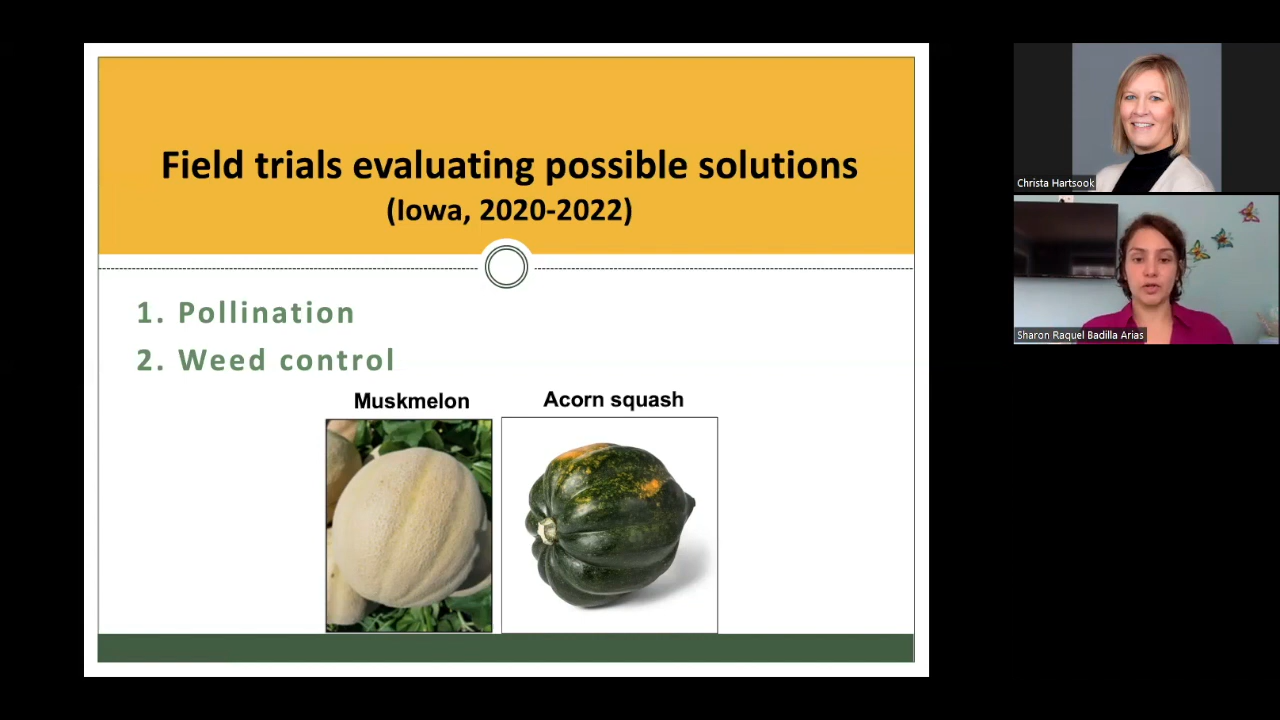 Field trials evaluating possible solutions
(Iowa, 2020-2022)
1. Pollination
2. Weed control
Muskmelon
Acorn squash
Christa Hartsook
Sharon Raquel Badilla Arias